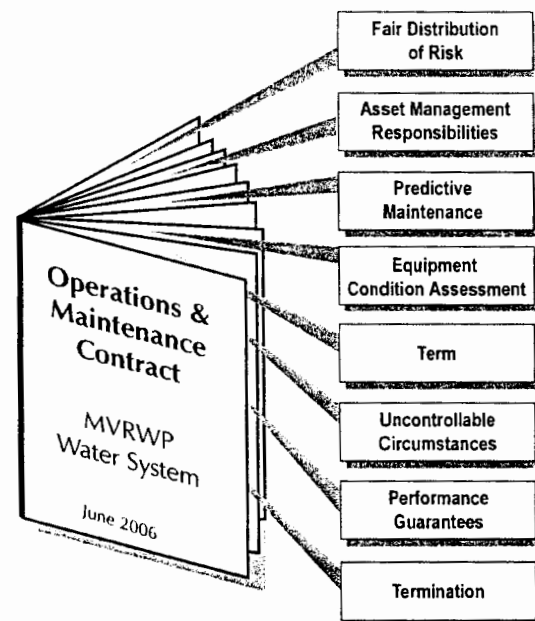 Fair Distribution
of Risk
Asset Management
Responsibilities
Predictive
Maintenance
Equipment
Condition Assessment
Term
Uncontrollable
Circumstances
Performance
Guarantees
Termination
Operations &
Maintenance
Contract
MVRWP
Water System
June 2006